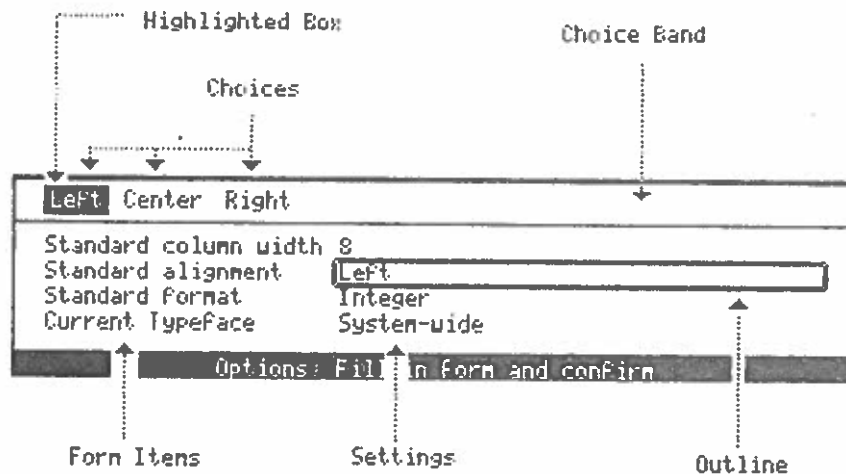 Highlighted Box
Choice Band
Choices
Left Center Right
Standard column width 8
Standard alignment Left
Standard format Integer
Current Typeface System-wide
Options: Fill in form and confirm
Form Items Settings Outline